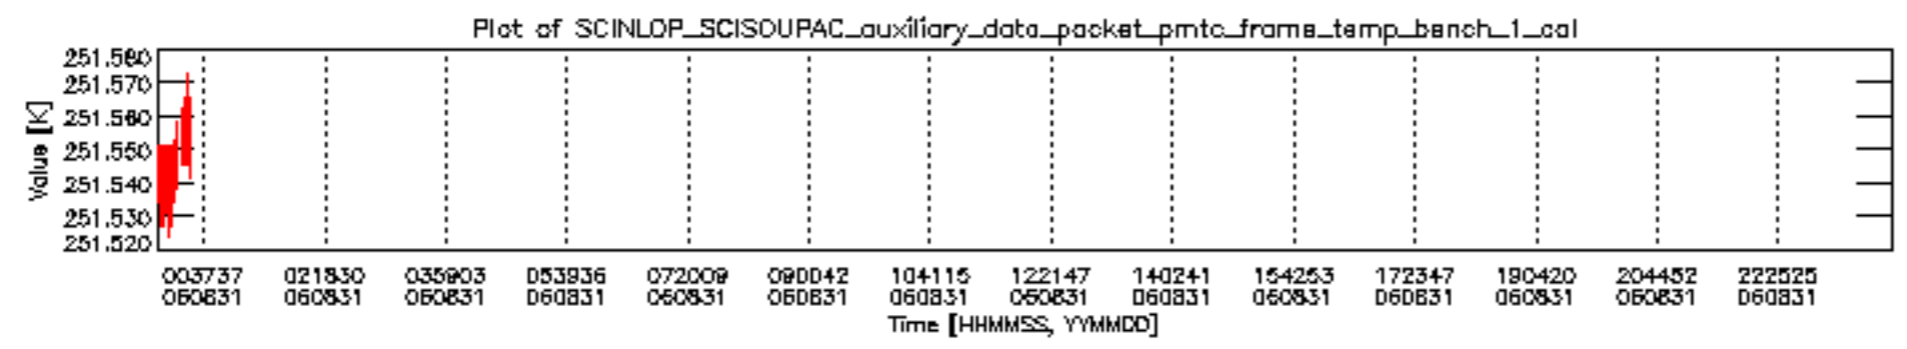 Plot of SCINLOP_SCISOUPAC_auxiliary_data_packet_pmtc_frame_temp_bench_1_cal
251.580
251.570
251.560
251.550
251.540
251.530
251.520
Value [K]
003737 021830 035903 053936 072009 090042 104115 122147 140241 154253 172347 190420 204452 222525
060831 060831 060831 060831 060831 060831 060831 060831 060831 060831 060831 060831 060831 060831
Time [HHMMSS, YYMMDD]